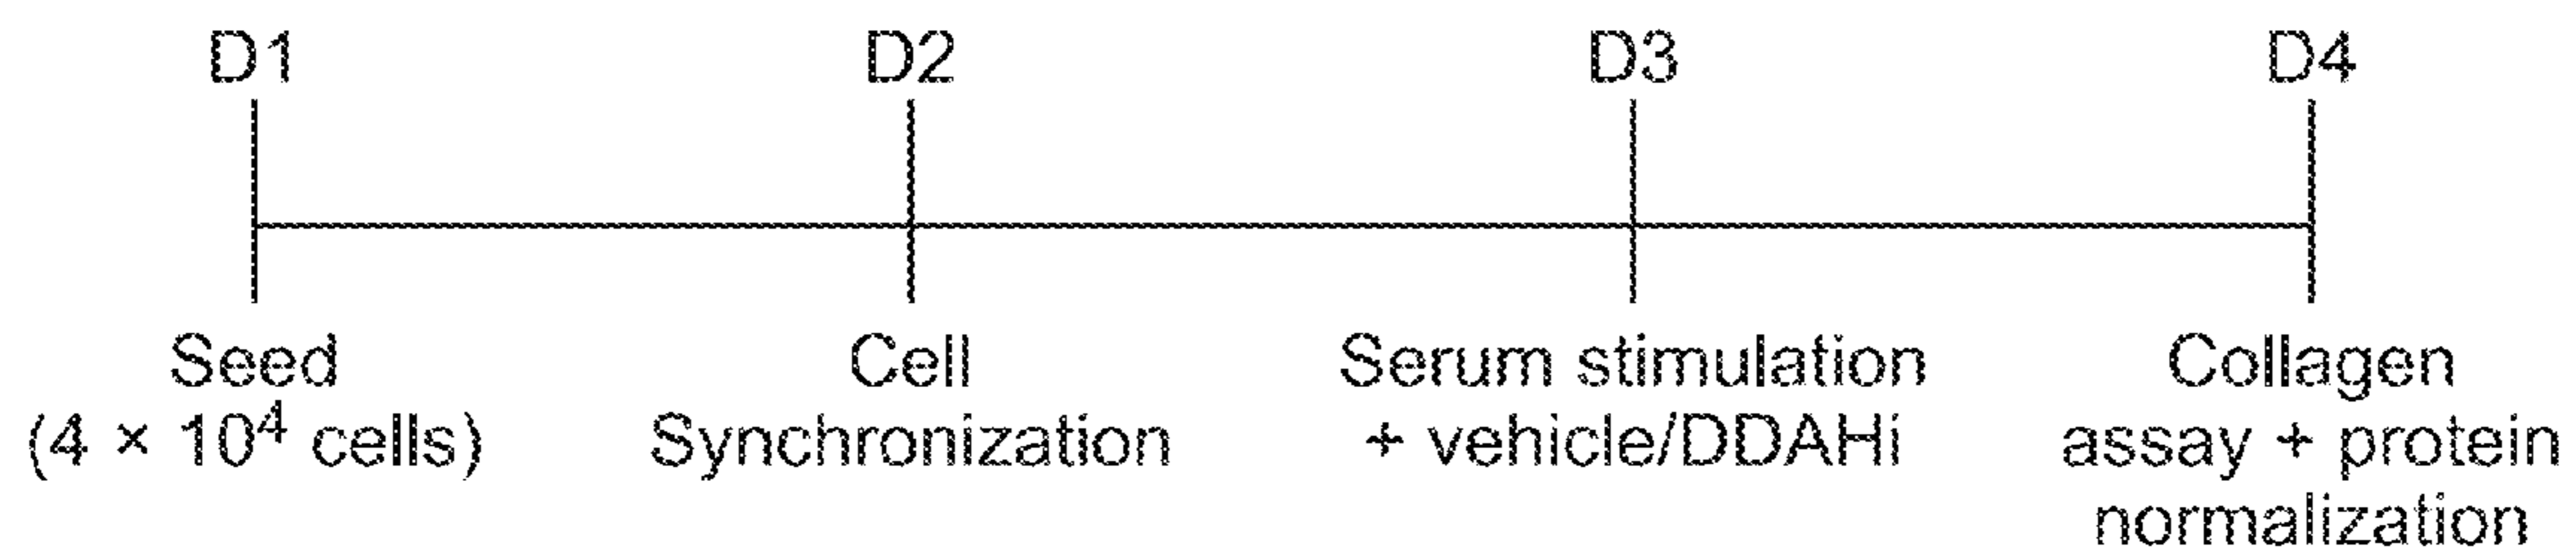 D1 D2 D3 D4
Seed Cell Serum stimulation Collagen
(4 × 10⁴ cells) Synchronization + vehicle/DDAHi assay + protein
normalization